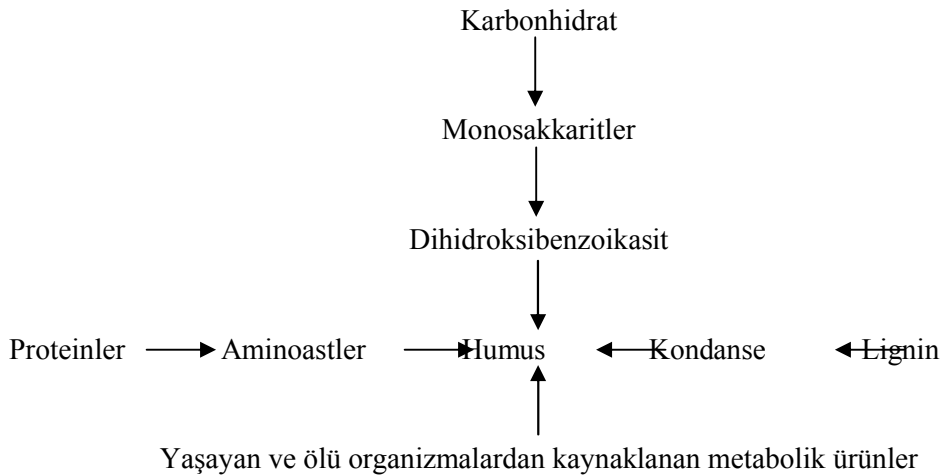 Karbonhidrat
Monosakkaritler
Dihidroksibenzoikasit
Proteinler Aminoastler Humus Kondanse Lignin
Yaşayan ve ölü organizmalardan kaynaklanan metabolik ürünler